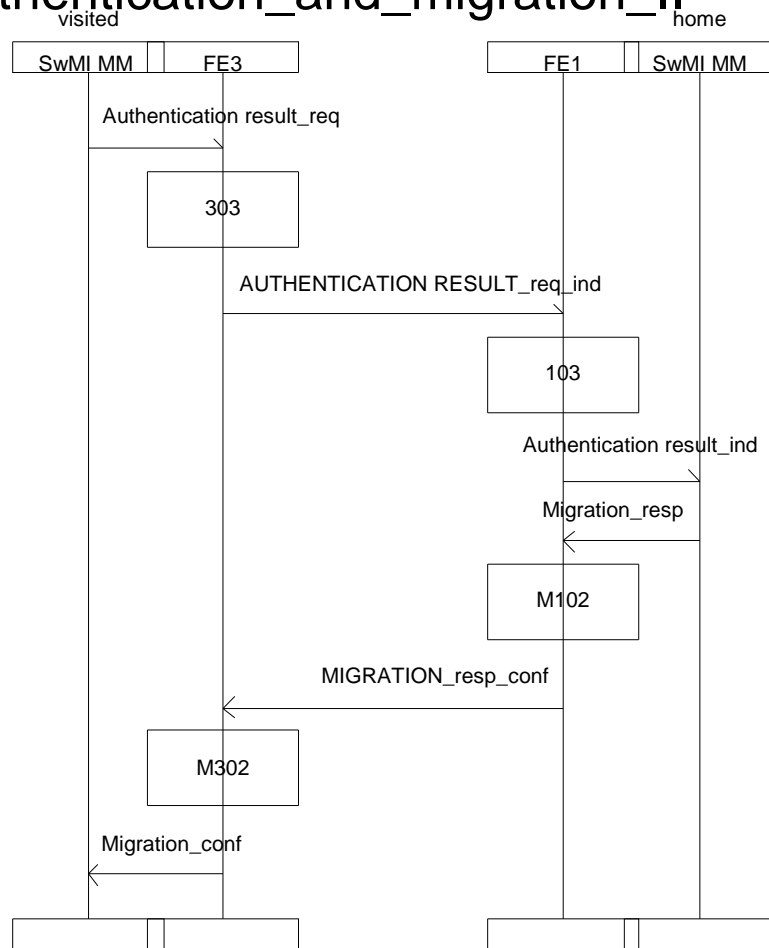 visited
home
SwMI MM FE3 FE1 SwMI MM
Authentication result_req
303
AUTHENTICATION RESULT_req_ind
103
Authentication result_ind
Migration_resp
M102
MIGRATION_resp_conf
M302
Migration_conf